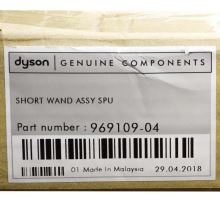 dyson | GENUINE COMPONENTS
SHORT WAND ASSY SPU
Part number : 969109-04
01 Made In Malaysia 29.04.2018